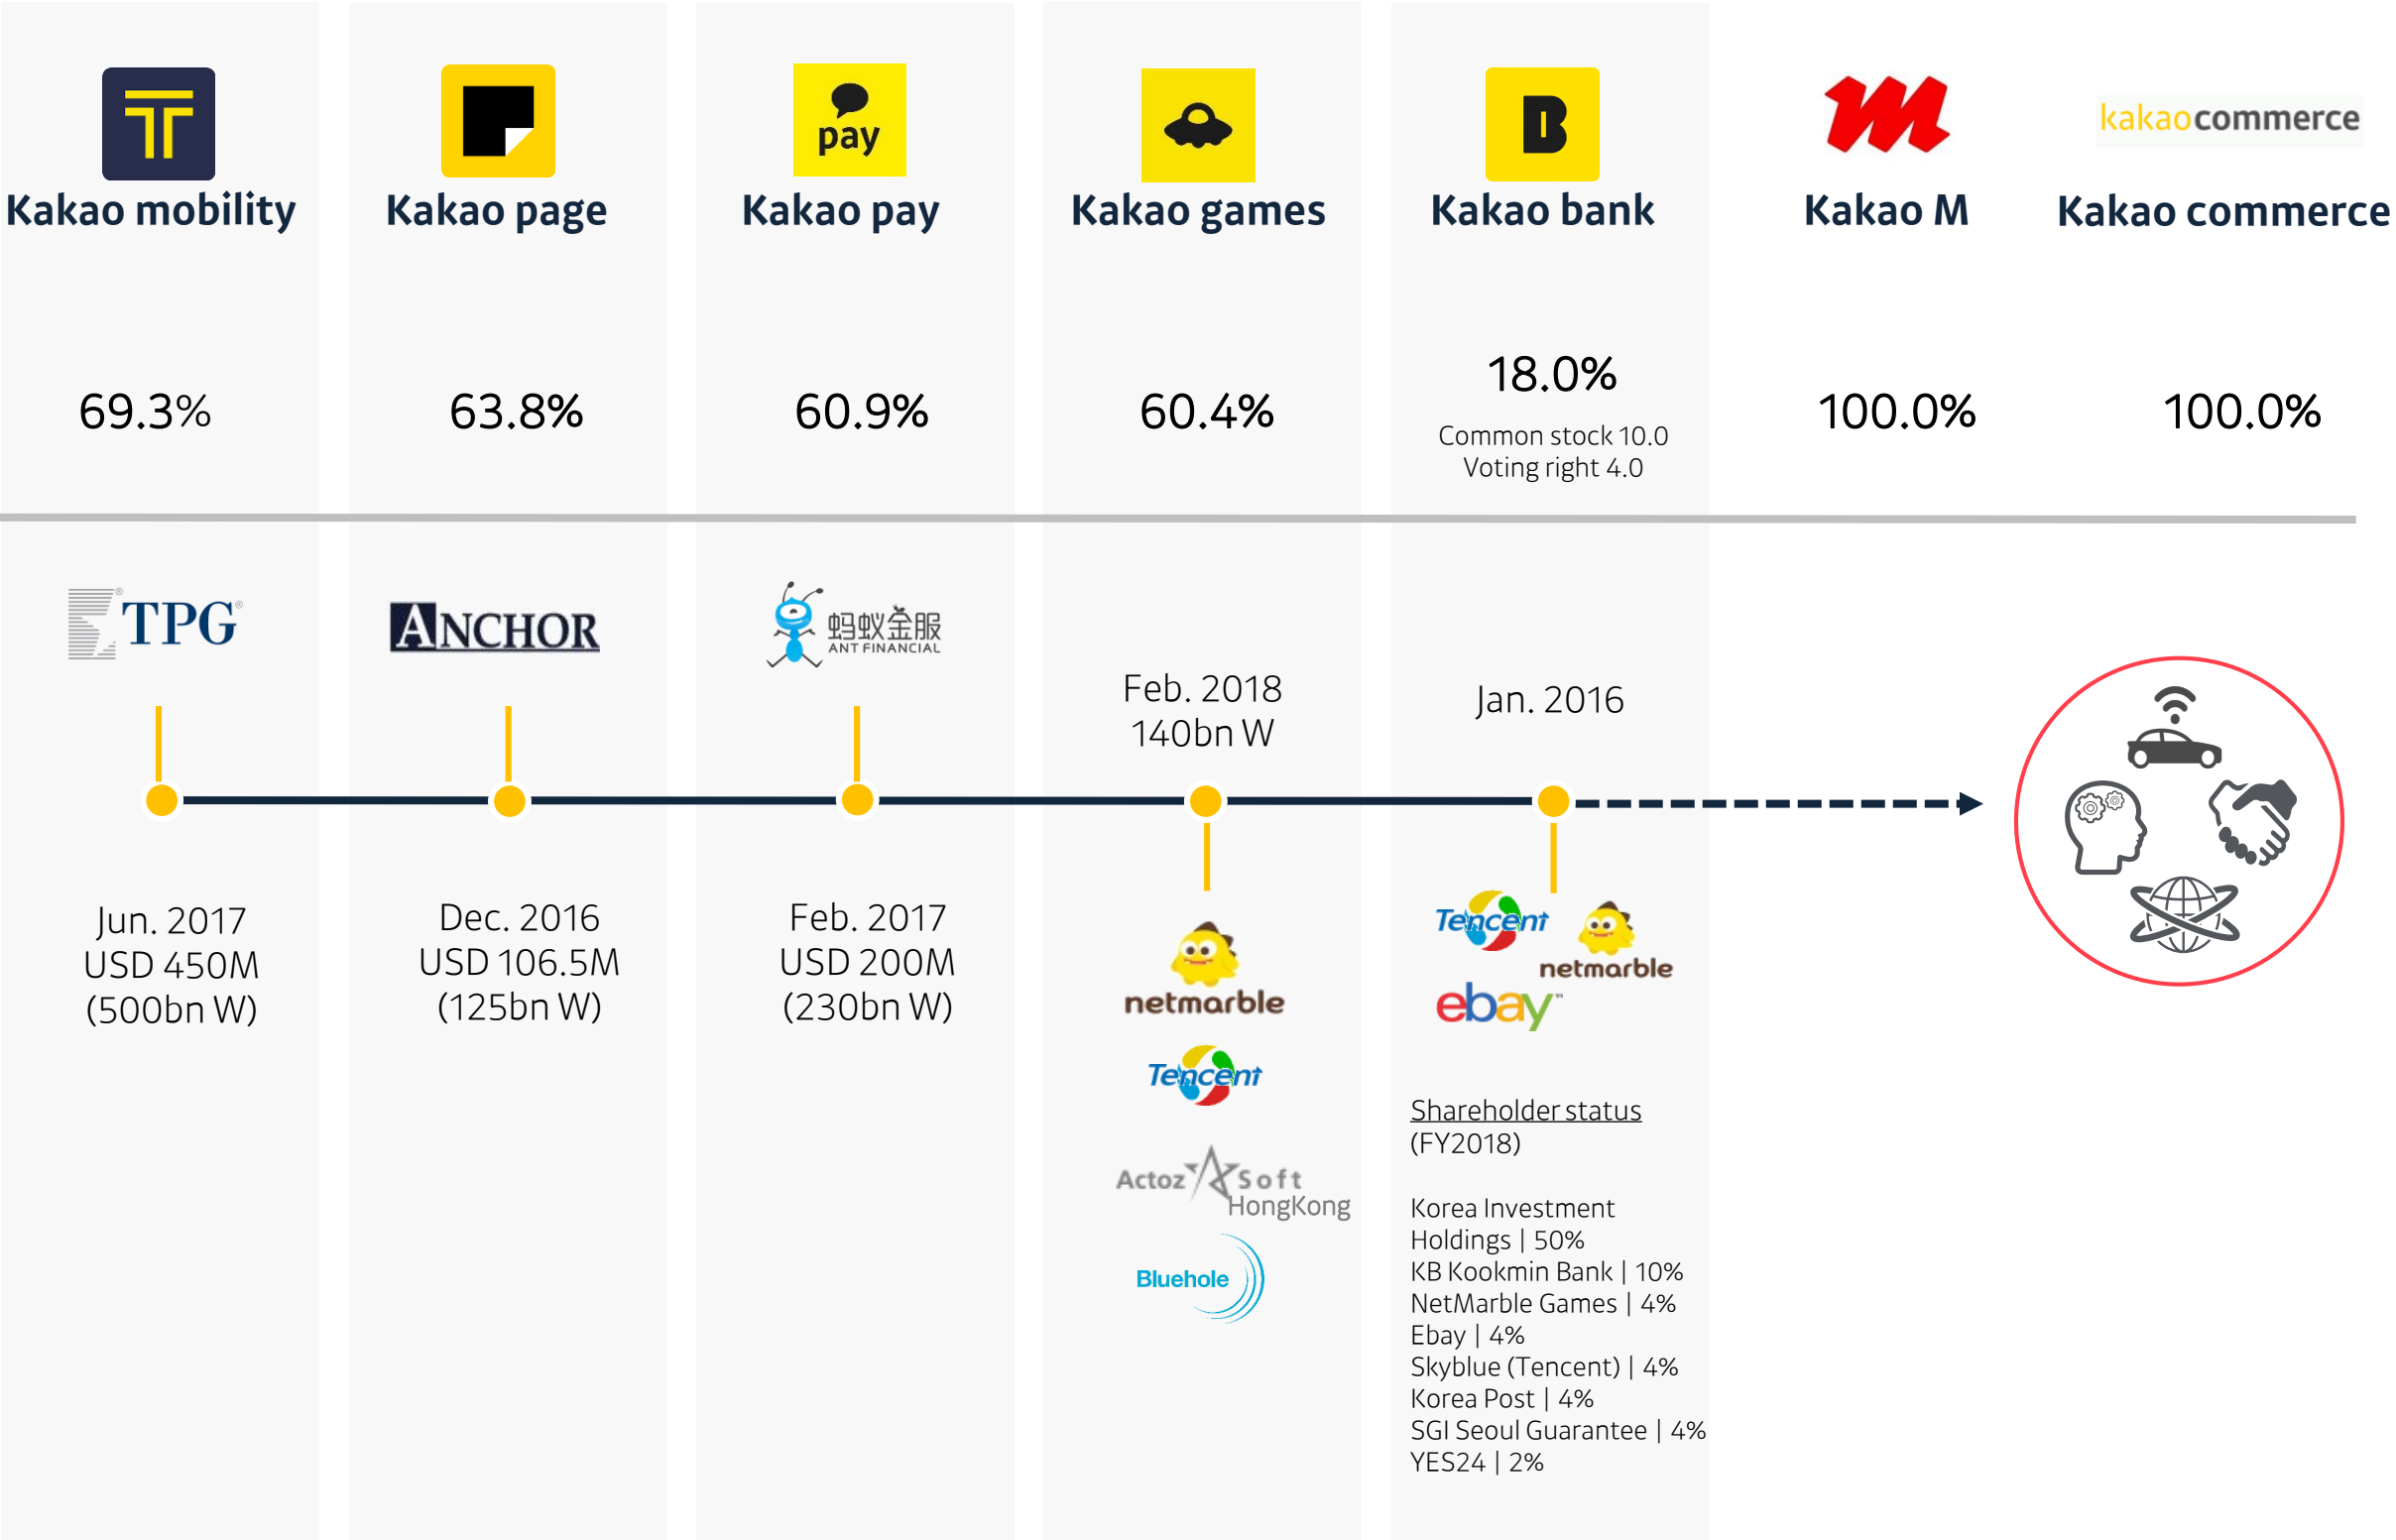 pay
kakaocommerce
Kakao mobility
Kakao page
Kakao pay
Kakao games
Kakao bank
Kakao M
Kakao commerce
69.3%
63.8%
60.9%
60.4%
18.0%
Common stock 10.0
Voting right 4.0
100.0%
100.0%
TPG®
ANCHOR
蚂蚁金服
ANT FINANCIAL
Feb. 2018
140bn W
Jan. 2016
Jun. 2017
USD 450M
(500bn W)
Dec. 2016
USD 106.5M
(125bn W)
Feb. 2017
USD 200M
(230bn W)
netmarble
Tencent
Actoz Soft
HongKong
Bluehole
Tencent
netmarble
ebay™
Shareholder status
(FY2018)
Korea Investment
Holdings | 50%
KB Kookmin Bank | 10%
NetMarble Games | 4%
Ebay | 4%
Skyblue (Tencent) | 4%
Korea Post | 4%
SGI Seoul Guarantee | 4%
YES24 | 2%